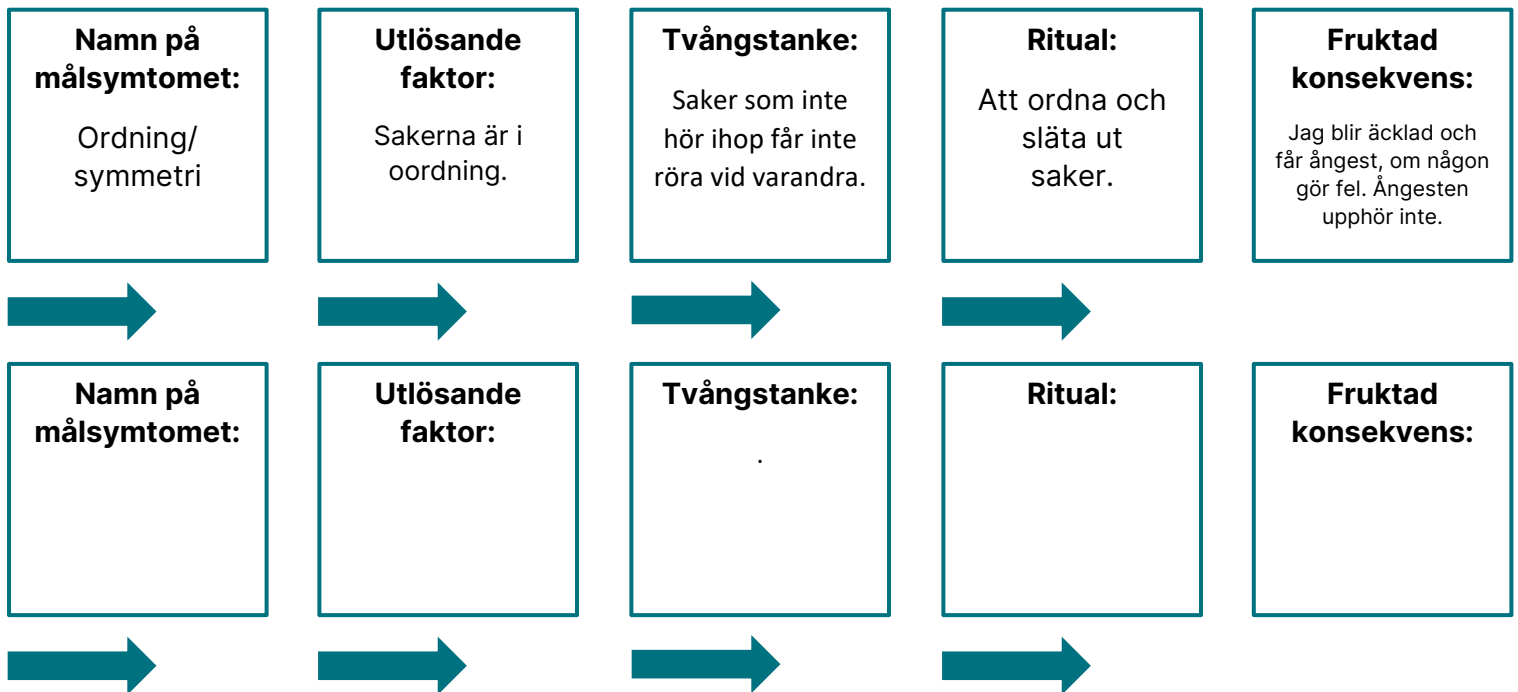 Namn på
målsymtomet:
Ordning/
symmetri
Utlösande
faktor:
Sakerna är i
oordning.
Tvångstanke:
Saker som inte
hör ihop får inte
röra vid varandra.
Ritual:
Att ordna och
släta ut
saker.
Fruktad
konsekvens:
Jag blir äcklad och
får ångest, om någon
gör fel. Ångesten
upphör inte.
Namn på
målsymtomet:
Utlösande
faktor:
Tvångstanke:
.
Ritual:
Fruktad
konsekvens: